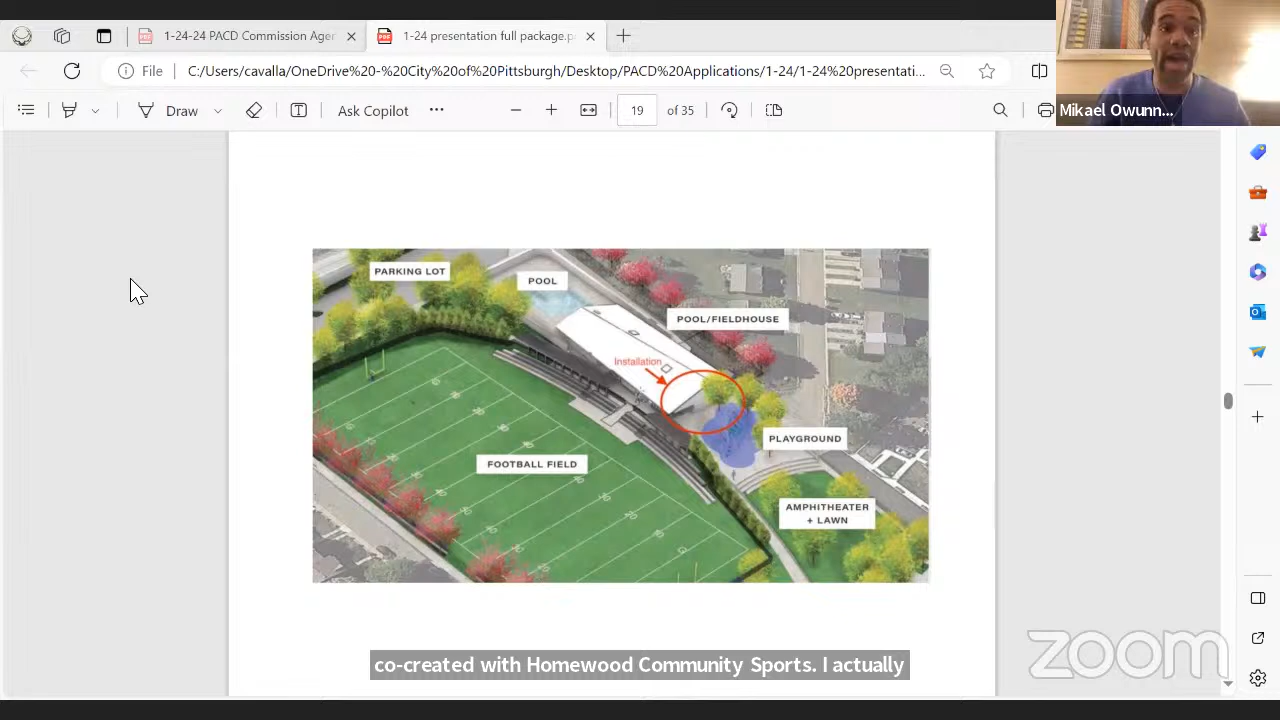 1-24-24 PACD Commission Ager
1-24 presentation full package.p
File
C:/Users/cavalla/OneDrive%20-%20City%20of%20Pittsburgh/Desktop/PACD%20Applications/1-24/1-24%20presentati...
Draw
Ask Copilot
19 of 35
Mikael Owunn...
PARKING LOT
POOL
POOL/FIELDHOUSE
Installation
PLAYGROUND
FOOTBALL FIELD
AMPHITHEATER
+ LAWN
co-created with Homewood Community Sports. I actually
zoom